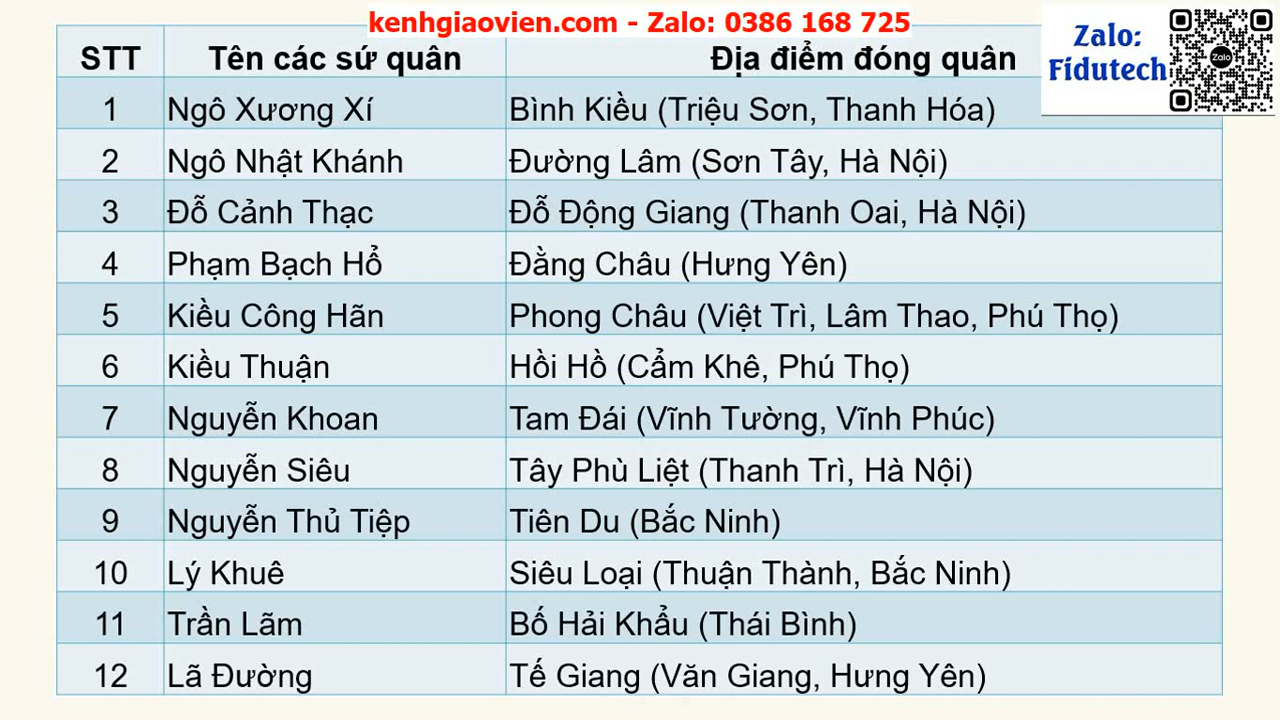 kenhgiaovien.com - Zalo: 0386 168 725
Zalo:
Fidutech
Zalo
STT Tên các sứ quân Địa điểm đóng quân
1 Ngô Xương Xí Bình Kiều (Triệu Sơn, Thanh Hóa)
2 Ngô Nhật Khánh Đường Lâm (Sơn Tây, Hà Nội)
3 Đỗ Cảnh Thạc Đỗ Động Giang (Thanh Oai, Hà Nội)
4 Phạm Bạch Hổ Đằng Châu (Hưng Yên)
5 Kiều Công Hãn Phong Châu (Việt Trì, Lâm Thao, Phú Thọ)
6 Kiều Thuận Hồi Hồ (Cẩm Khê, Phú Thọ)
7 Nguyễn Khoan Tam Đái (Vĩnh Tường, Vĩnh Phúc)
8 Nguyễn Siêu Tây Phù Liệt (Thanh Trì, Hà Nội)
9 Nguyễn Thủ Tiệp Tiên Du (Bắc Ninh)
10 Lý Khuê Siêu Loại (Thuận Thành, Bắc Ninh)
11 Trần Lãm Bố Hải Khẩu (Thái Bình)
12 Lã Đường Tế Giang (Văn Giang, Hưng Yên)